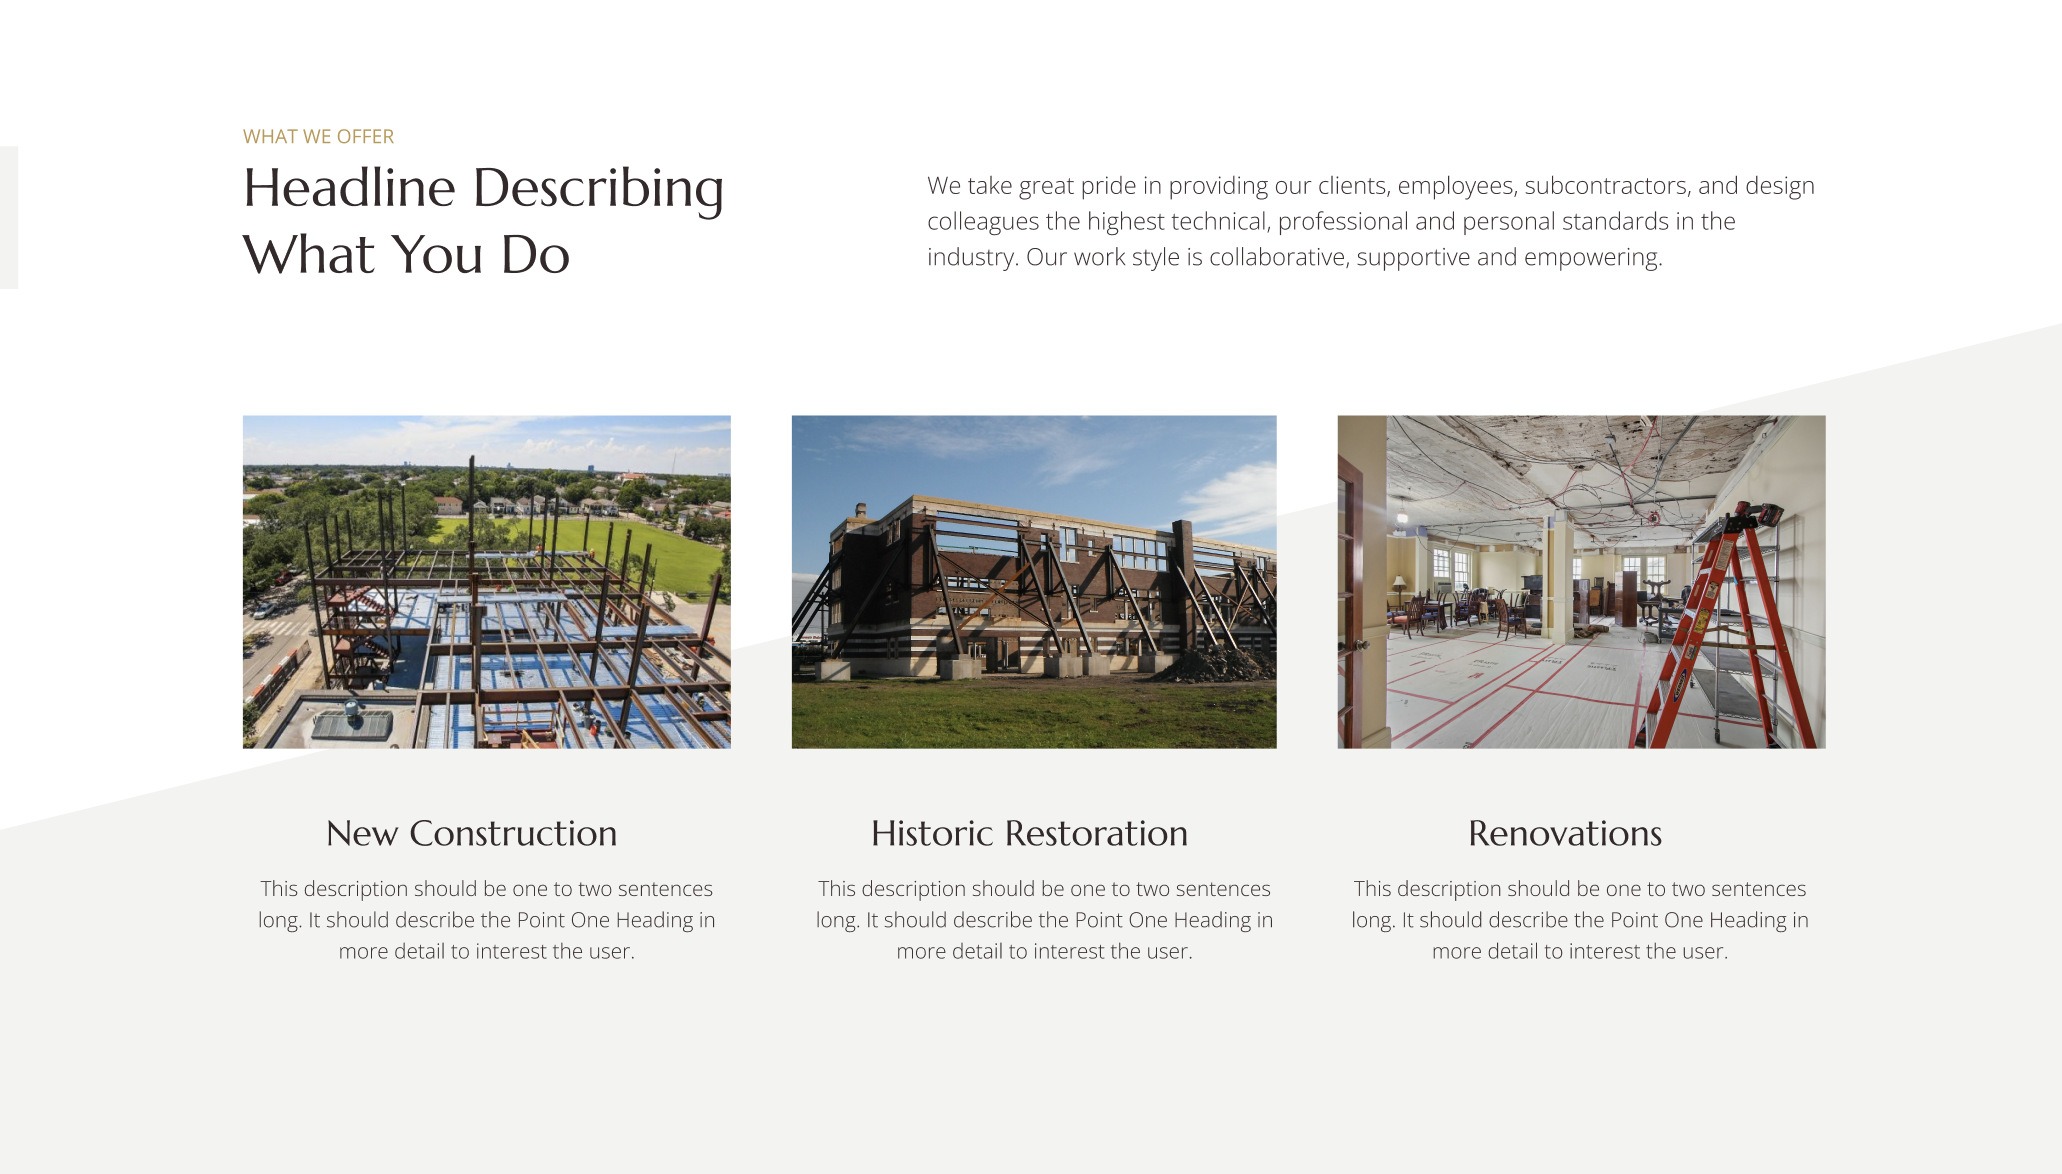 WHAT WE OFFER
Headline Describing
What You Do
We take great pride in providing our clients, employees, subcontractors, and design
colleagues the highest technical, professional and personal standards in the
industry. Our work style is collaborative, supportive and empowering.
New Construction
This description should be one to two sentences
long. It should describe the Point One Heading in
more detail to interest the user.
Historic Restoration
This description should be one to two sentences
long. It should describe the Point One Heading in
more detail to interest the user.
Renovations
This description should be one to two sentences
long. It should describe the Point One Heading in
more detail to interest the user.